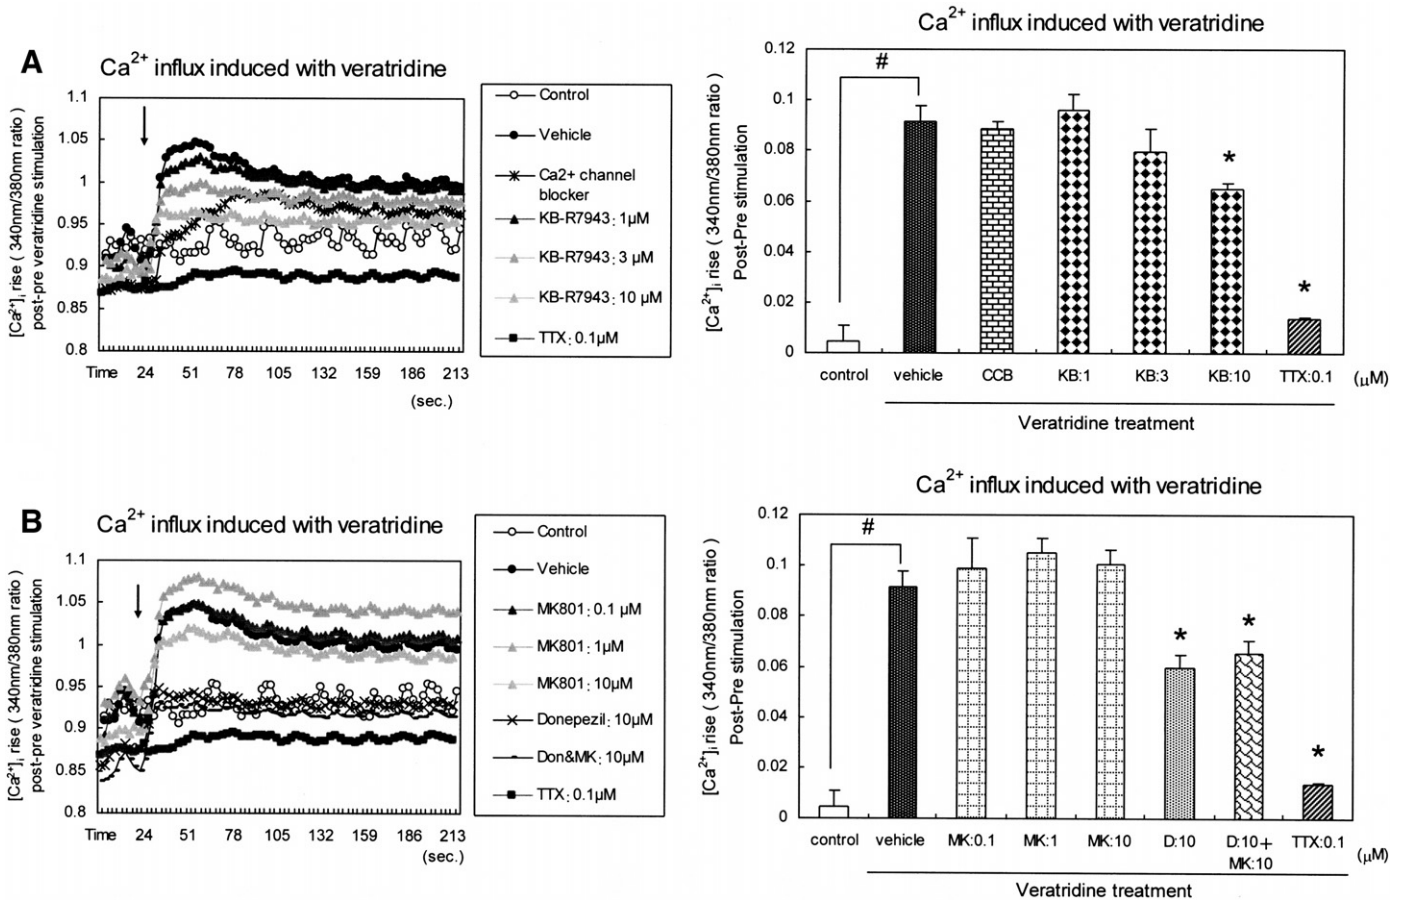 A
Ca2+ influx induced with veratridine
[Ca2+]i rise ( 340nm/380nm ratio )
post-pre veratridine stimulation
1.1
1.05
1
0.95
0.9
0.85
0.8
Time 24 51 78 105 132 159 186 213
(sec.)
Control
Vehicle
Ca2+ channel
blocker
KB-R7943: 1μM
KB-R7943: 3 μM
KB-R7943: 10 μM
TTX: 0.1μM
Ca2+ influx induced with veratridine
[Ca2+]i rise ( 340nm/380nm ratio )
Post-Pre stimulation
0.12
0.1
0.08
0.06
0.04
0.02
0
#
*
*
control vehicle CCB KB:1 KB:3 KB:10 TTX:0.1 (μM)
Veratridine treatment
B
Ca2+ influx induced with veratridine
[Ca2+]i rise ( 340nm/380nm ratio )
post-pre veratridine stimulation
1.1
1.05
1
0.95
0.9
0.85
0.8
Time 24 51 78 105 132 159 186 213
(sec.)
Control
Vehicle
MK801: 0.1 μM
MK801: 1μM
MK801: 10μM
Donepezil: 10μM
Don&MK: 10μM
TTX: 0.1μM
Ca2+ influx induced with veratridine
[Ca2+]i rise ( 340nm/380nm ratio )
Post-Pre stimulation
0.12
0.1
0.08
0.06
0.04
0.02
0
#
*
*
*
control vehicle MK:0.1 MK:1 MK:10 D:10 D:10+ TTX:0.1
MK:10
(μM)
Veratridine treatment